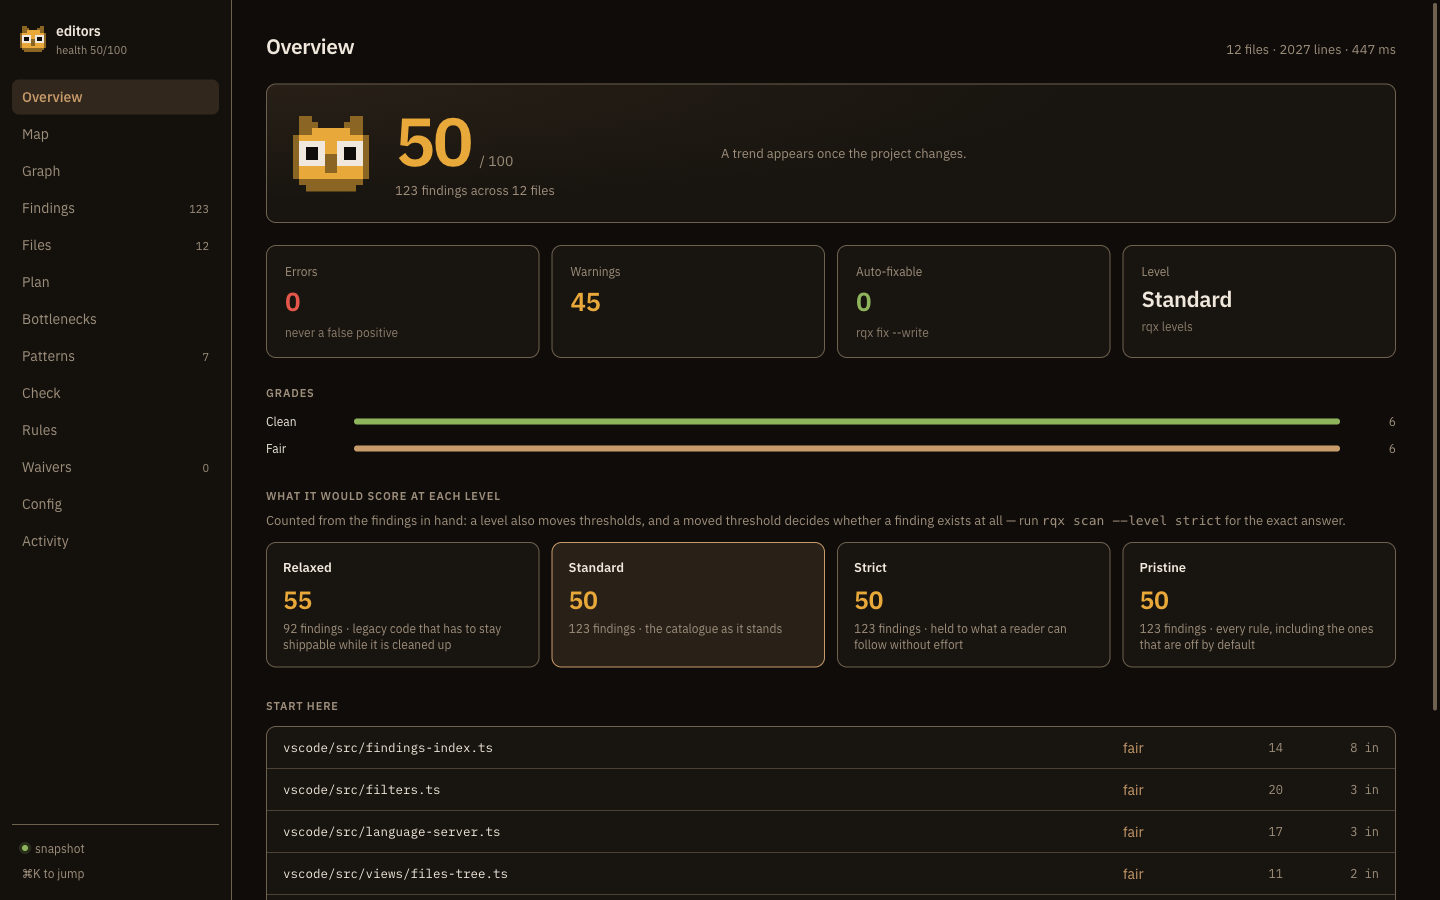 editors
health 50/100
Overview
Map
Graph
Findings 123
Files 12
Plan
Bottlenecks
Patterns 7
Check
Rules
Waivers 0
Config
Activity
snapshot
⌘K to jump
Overview
12 files · 2027 lines · 447 ms
50 / 100
123 findings across 12 files
A trend appears once the project changes.
Errors
0
never a false positive
Warnings
45
Auto-fixable
0
rqx fix --write
Level
Standard
rqx levels
GRADES
Clean 6
Fair 6
WHAT IT WOULD SCORE AT EACH LEVEL
Counted from the findings in hand: a level also moves thresholds, and a moved threshold decides whether a finding exists at all — run rqx scan --level strict for the exact answer.
Relaxed
55
92 findings · legacy code that has to stay
shippable while it is cleaned up
Standard
50
123 findings · the catalogue as it stands
Strict
50
123 findings · held to what a reader can
follow without effort
Pristine
50
123 findings · every rule, including the ones
that are off by default
START HERE
vscode/src/findings-index.ts fair 14 8 in
vscode/src/filters.ts fair 20 3 in
vscode/src/language-server.ts fair 17 3 in
vscode/src/views/files-tree.ts fair 11 2 in